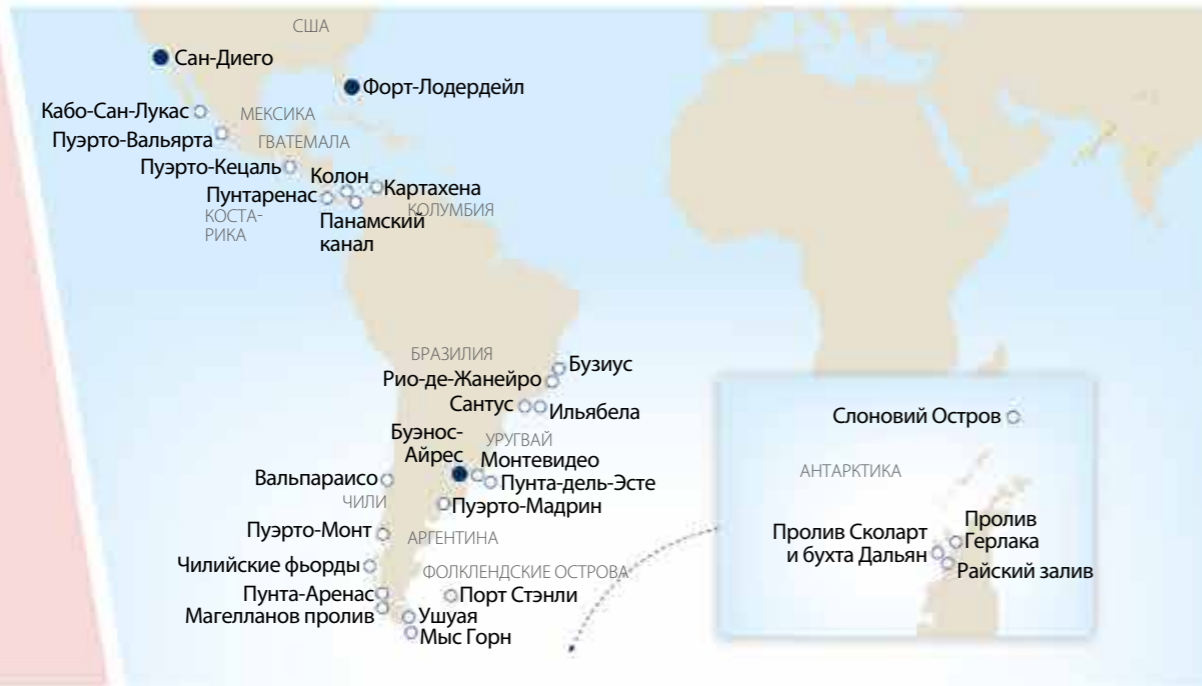 США
Сан-Диего
Форт-Лодердейл
Кабо-Сан-Лукас
МЕКСИКА
Пуэрто-Вальярта
ГВАТЕМАЛА
Пуэрто-Кецаль
Колон
Картахена
Пунтаренас
КОЛУМБИЯ
КОСТА-
РИКА
Панамский
канал
БРАЗИЛИЯ
Бузиус
Рио-де-Жанейро
Сантус
Ильябела
Буэнос-
Айрес
УРУГВАЙ
Монтевидео
Вальпараисо
Пунта-дель-Эсте
ЧИЛИ
Пуэрто-Мадрин
Пуэрто-Монт
АРГЕНТИНА
Чилийские фьорды
ФОЛКЛЕНДСКИЕ ОСТРОВА
Пунта-Аренас
Порт Стэнли
Магелланов пролив
Ушуая
Мыс Горн
Слоновий Остров
АНТАРКТИКА
Пролив Сколарт
и бухта Дальян
Пролив
Герлака
Райский залив